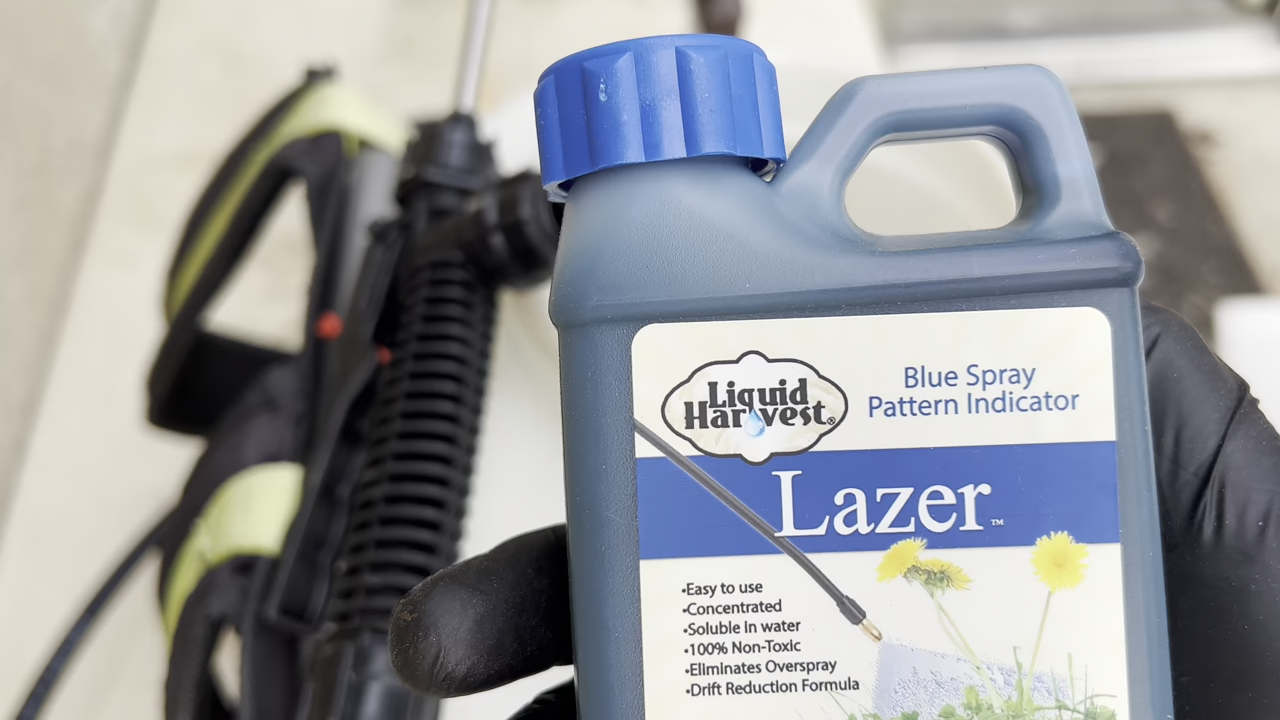 Liquid
Harvest®
Blue Spray
Pattern Indicator
Lazer™
•Easy to use
•Concentrated
•Soluble in water
•100% Non-Toxic
•Eliminates Overspray
•Drift Reduction Formula